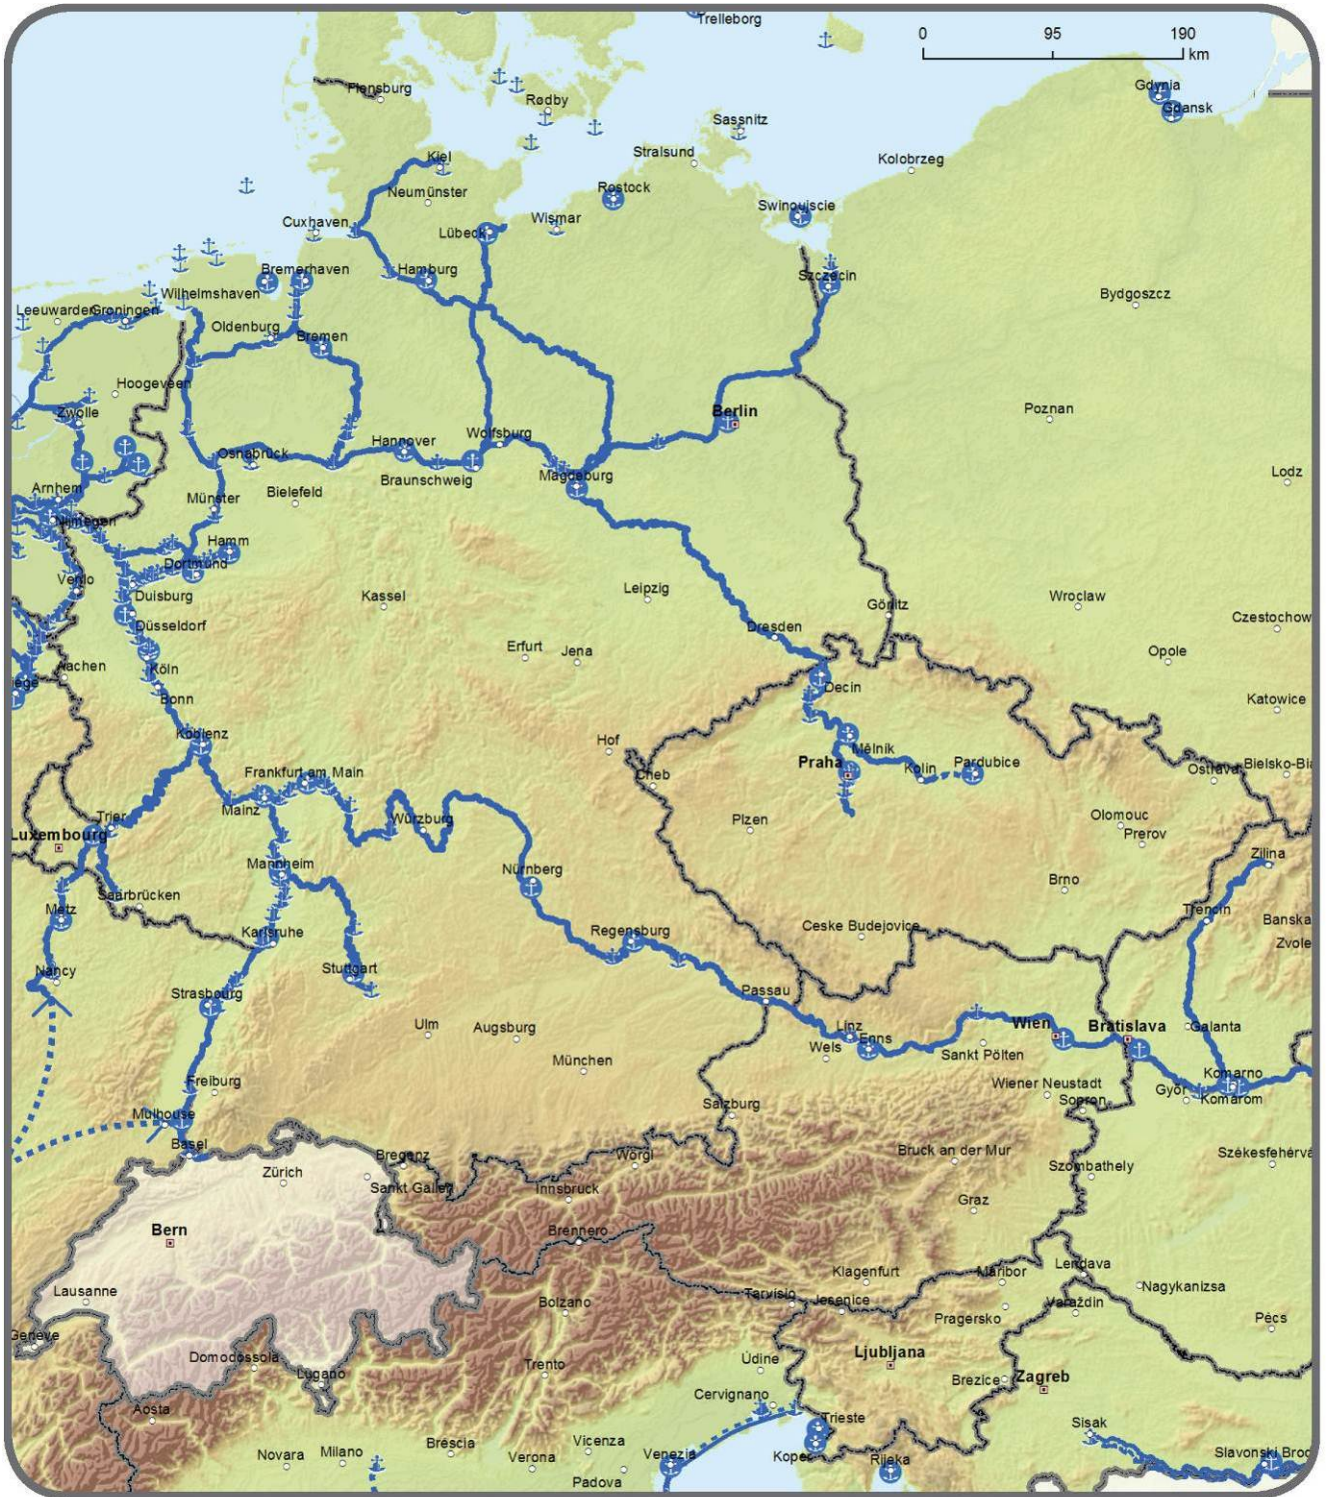 Trelleborg
0 95 190
km
Flensburg
Rødby
Gdynia
Gdansk
Sassnitz
Stralsund
Kolobrzeg
Kiel
Neumünster
Rostock
Swinoujscie
Cuxhaven
Lübeck
Wismar
Bremerhaven
Hamburg
Szczecin
Wilhelmshaven
Bydgoszcz
Leeuwarden
Groningen
Oldenburg
Bremen
Hoogeveen
Zwolle
Berlin
Poznan
Hannover
Wolfsburg
Osnabrück
Braunschweig
Magdeburg
Lodz
Arnhem
Münster
Bielefeld
Nijmegen
Hamm
Dortmund
Venlo
Duisburg
Kassel
Leipzig
Görlitz
Wroclaw
Czestochow
Düsseldorf
Dresden
Erfurt
Jena
Opole
Aachen
Köln
ege
Decin
Bonn
Katowice
Koblenz
Hof
Mělnik
Praha
Kolin
Pardubice
Frankfurt am Main
Cheb
Ostrava
Bielsko-Bia
Mainz
Trier
Würzburg
Plzen
Olomouc
Luxembourg
Prerov
Mannheim
Nürnberg
Zilina
Saarbrücken
Brno
Metz
Trencin
Banska
Karlsruhe
Regensburg
Ceske Budejovice
Zvole
Nancy
Stuttgart
Strasbourg
Passau
Ulm
Augsburg
Linz
Enns
Wien
Bratislava
Galanta
Wels
Sankt Pölten
München
Freiburg
Wiener Neustadt
Sopron
Györ
Komarno
Komarom
Mulhouse
Salzburg
Basel
Bregenz
Wörgl
Bruck an der Mur
Székesfehérvá
Zürich
Sankt Gallen
Szombathely
Innsbruck
Graz
Bern
Brennero
Klagenfurt
Maribor
Lendava
Nagykanizsa
Lausanne
Bolzano
Tarvisio
Jesenice
Varaždin
Pragersko
Pécs
Genève
Domodossola
Trento
Údine
Ljubljana
Lugano
Brezice
Zagreb
Aosta
Cervignano
Trieste
Sisak
Novara
Milano
Bréscia
Verona
Vicenza
Padova
Venezia
Koper
Rijeka
Slavonski Brod